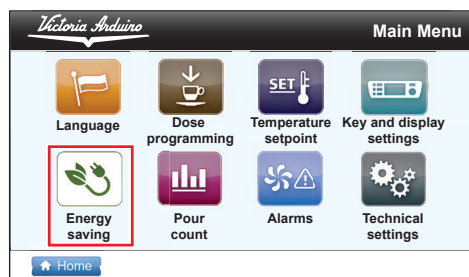 Victoria Arduino
Main Menu
SET
Language
Dose
programming
Temperature
setpoint
Key and display
settings
Energy
saving
Pour
count
Alarms
Technical
settings
Home